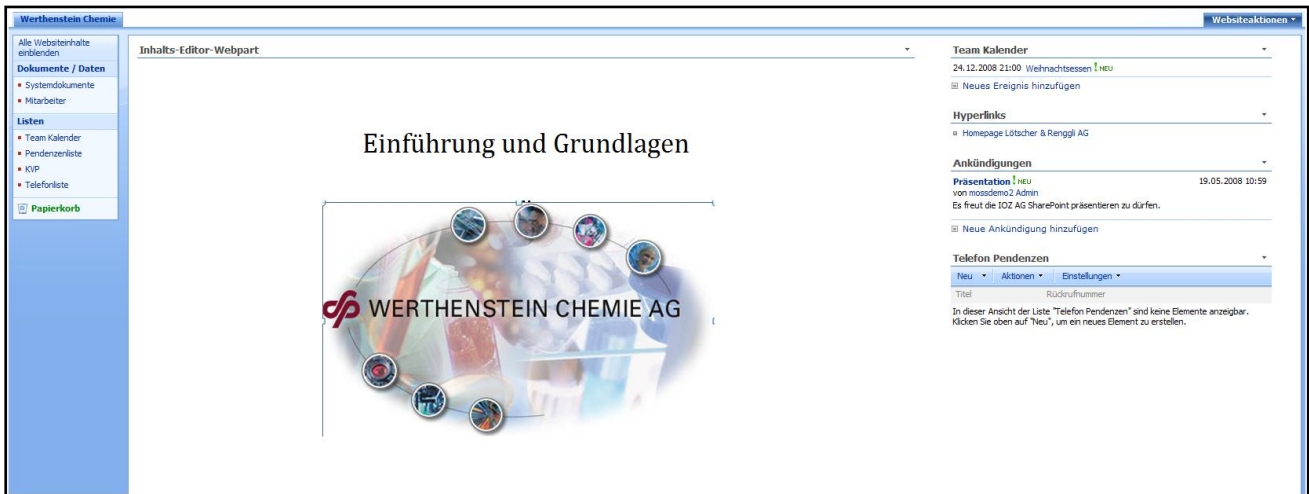 Werthenstein Chemie
Websiteaktionen
Alle Websiteinhalte
einblenden
Dokumente / Daten
Systemdokumente
Mitarbeiter
Listen
Team Kalender
Pendenzenliste
KVP
Telefonliste
Papierkorb
Inhalts-Editor-Webpart
Einführung und Grundlagen
WERTHENSTEIN CHEMIE AG
Team Kalender
24.12.2008 21:00 Weihnachtsessen ! NEU
Neues Ereignis hinzufügen
Hyperlinks
Homepage Lötscher & Renggli AG
Ankündigungen
Präsentation ! NEU 19.05.2008 10:59
von mossdemo2 Admin
Es freut die IOZ AG SharePoint präsentieren zu dürfen.
Neue Ankündigung hinzufügen
Telefon Pendenzen
Neu Aktionen Einstellungen
Titel Rückrufnummer
In dieser Ansicht der Liste "Telefon Pendenzen" sind keine Elemente anzeigbar.
Klicken Sie oben auf "Neu", um ein neues Element zu erstellen.